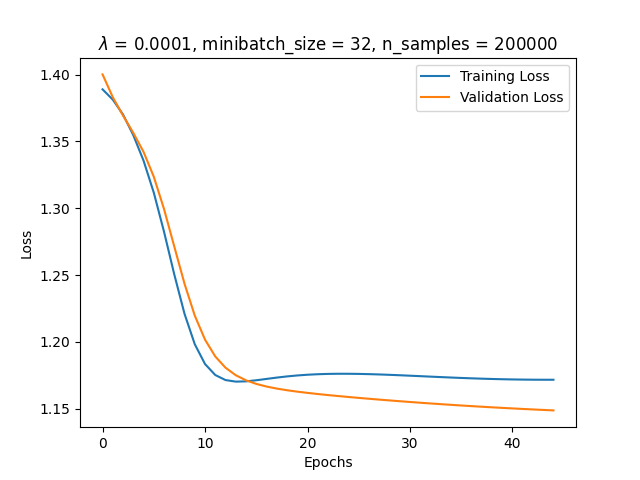 λ = 0.0001, minibatch_size = 32, n_samples = 200000
Training Loss
Validation Loss
1.40
1.35
1.30
1.25
1.20
1.15
Loss
0 10 20 30 40
Epochs